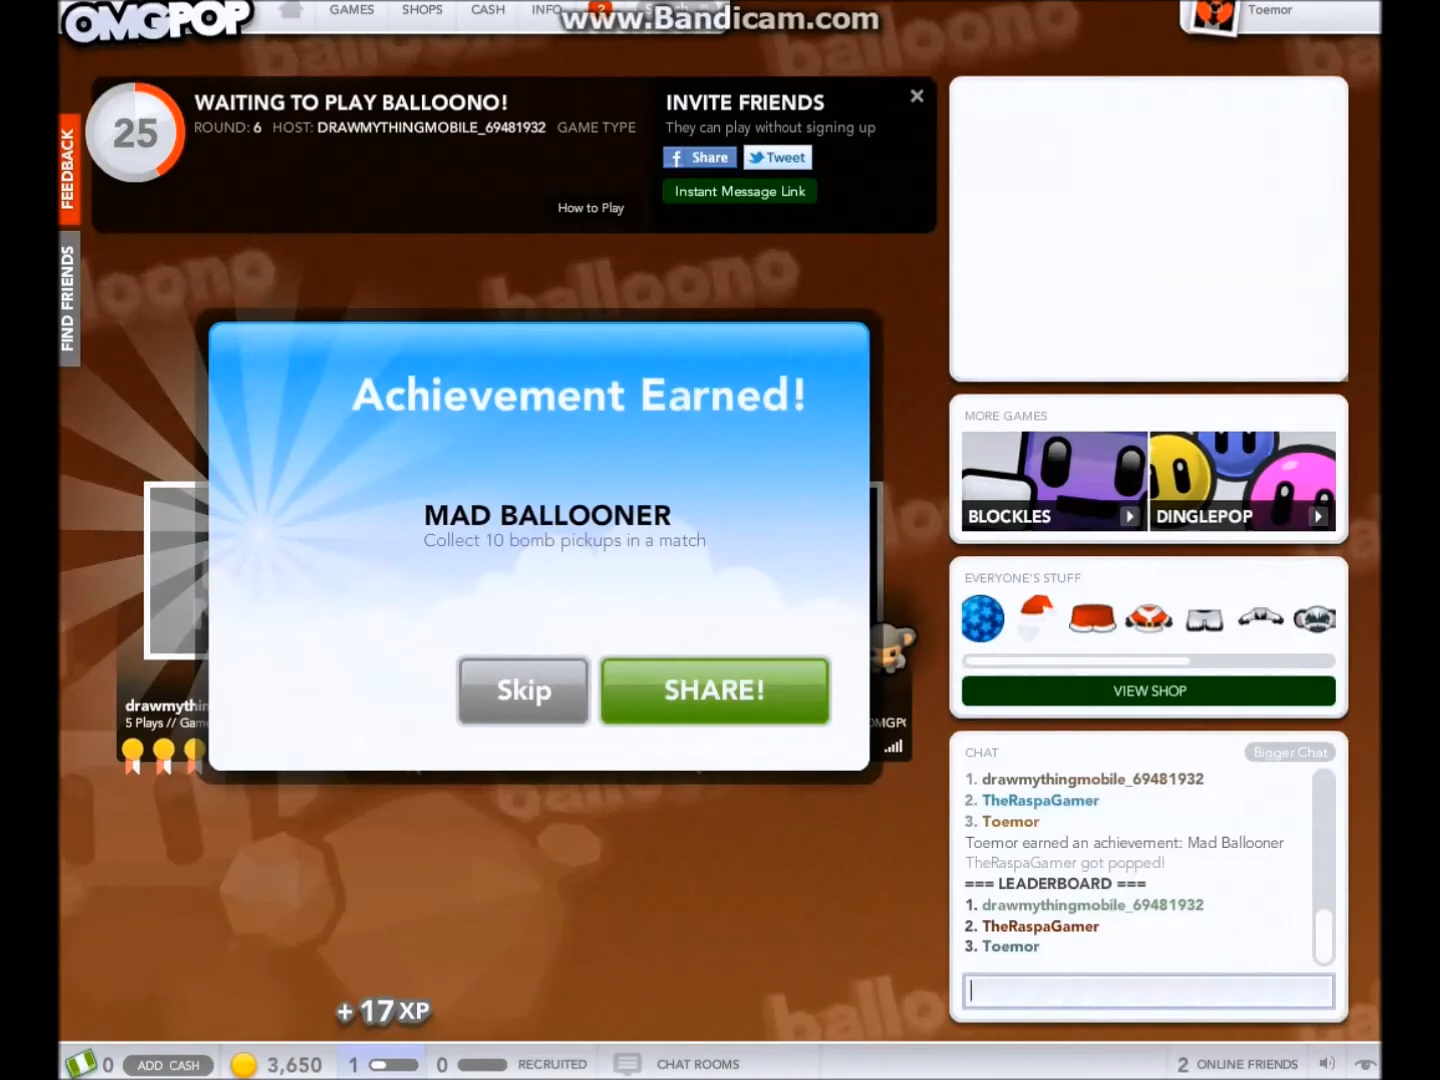 OMGPOP
GAMES SHOPS CASH INFO 2
www.Bandicam.com
Toemor
FEEDBACK
FIND FRIENDS
25
WAITING TO PLAY BALLOONO!
ROUND: 6 HOST: DRAWMYTHINGMOBILE_69481932 GAME TYPE
How to Play
INVITE FRIENDS
They can play without signing up
f Share Tweet
Instant Message Link
balloono
balloono
Achievement Earned!
MAD BALLOONER
Collect 10 bomb pickups in a match
Skip SHARE!
drawmythin
5 Plays // Gam
OMGP
MORE GAMES
BLOCKLES DINGLEPOP
EVERYONE'S STUFF
VIEW SHOP
CHAT Bigger Chat
1. drawmythingmobile_69481932
2. TheRaspaGamer
3. Toemor
Toemor earned an achievement: Mad Ballooner
TheRaspaGamer got popped!
=== LEADERBOARD ===
1. drawmythingmobile_69481932
2. TheRaspaGamer
3. Toemor
+ 17 XP
0 ADD CASH 3,650 1 0 RECRUITED CHAT ROOMS 2 ONLINE FRIENDS